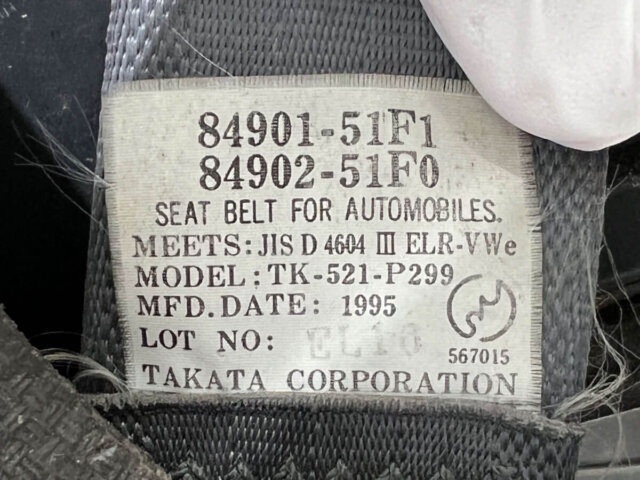 84901-51F1
84902-51F0
SEAT BELT FOR AUTOMOBILES.
MEETS: JIS D 4604 Ⅲ ELR-VWe
MODEL: TK-521-P299
MFD. DATE: 1995
LOT NO: EL16
567015
TAKATA CORPORATION